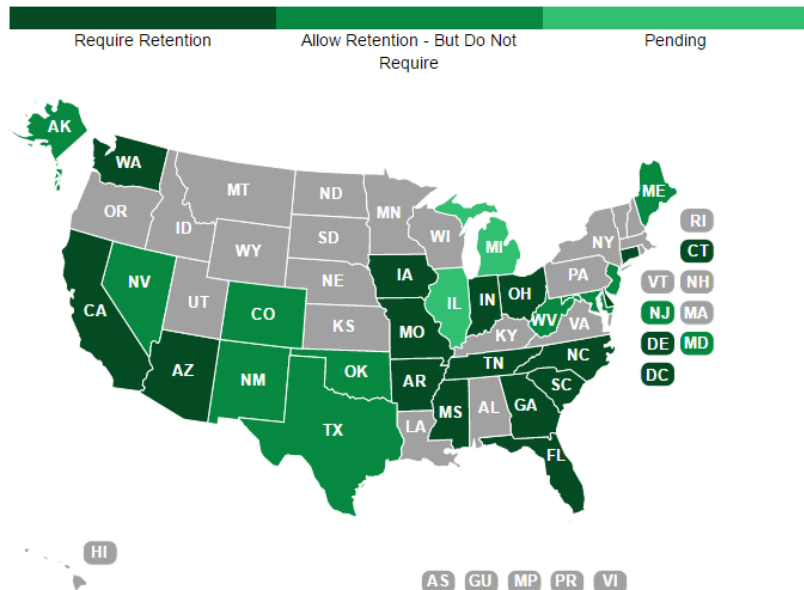 Require Retention
Allow Retention - But Do Not
Require
Pending
AK
WA
MT
ND
MN
ME
OR
ID
SD
WI
MI
NY
RI
WY
CT
IA
NE
PA
VT
NH
NV
IL
IN
OH
UT
CO
NJ
MA
CA
KS
MO
WV
VA
KY
DE
MD
NC
TN
AZ
OK
DC
NM
AR
SC
MS
AL
GA
TX
LA
FL
HI
AS
GU
MP
PR
VI